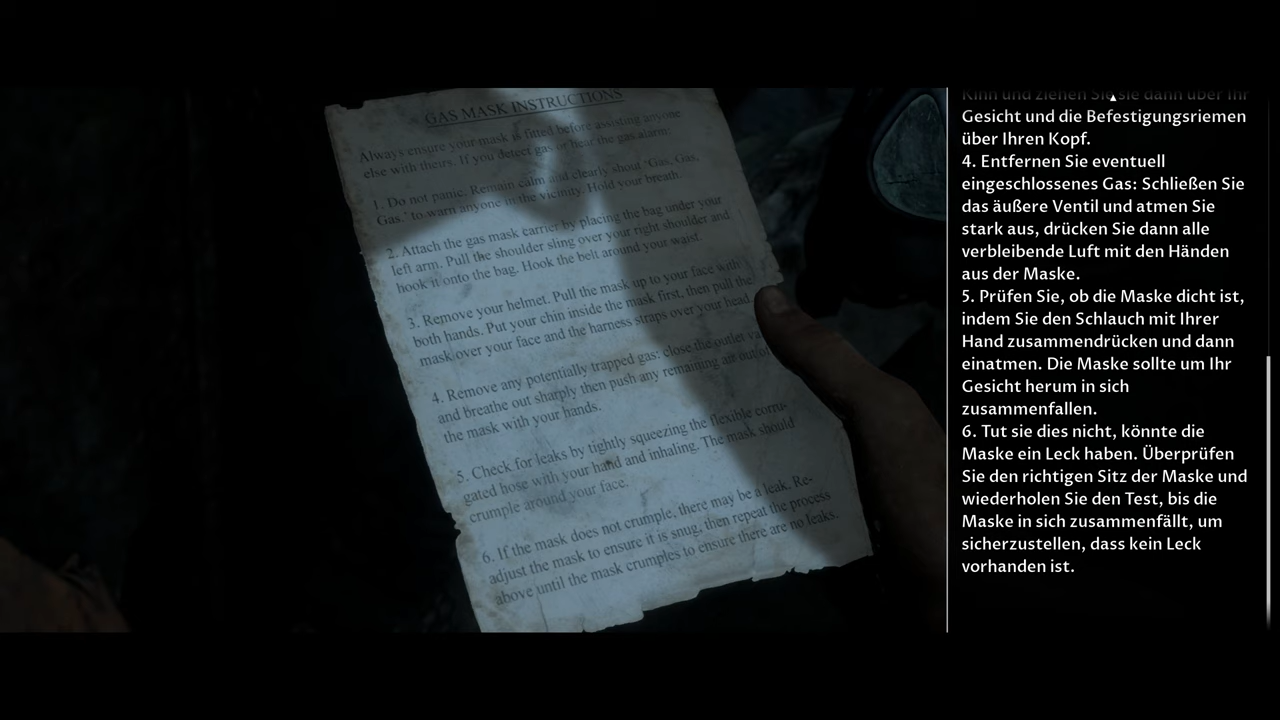 GAS MASK INSTRUCTIONS
Always ensure your mask is fitted before assisting anyone
else with theirs. If you detect gas or hear the gas alarm:
1. Do not panic. Remain calm and clearly shout 'Gas, Gas,
Gas.' to warn anyone in the vicinity. Hold your breath.
2. Attach the gas mask carrier by placing the bag under your
left arm. Pull the shoulder sling over your right shoulder and
hook it onto the bag. Hook the belt around your waist.
3. Remove your helmet. Pull the mask up to your face with
both hands. Put your chin inside the mask first, then pull the
mask over your face and the harness straps over your head.
4. Remove any potentially trapped gas: close the outlet
and breathe out sharply then push any remaining air out of
the mask with your hands.
5. Check for leaks by tightly squeezing the flexible corru-
gated hose with your hand and inhaling. The mask should
crumple around your face.
6. If the mask does not crumple, there may be a leak. Re-
adjust the mask to ensure it is snug, then repeat the process
above until the mask crumples to ensure there are no leaks.
Kinn und ziehen Sie sie dann über Ihr
Gesicht und die Befestigungsriemen
über Ihren Kopf.
4. Entfernen Sie eventuell
eingeschlossenes Gas: Schließen Sie
das äußere Ventil und atmen Sie
stark aus, drücken Sie dann alle
verbleibende Luft mit den Händen
aus der Maske.
5. Prüfen Sie, ob die Maske dicht ist,
indem Sie den Schlauch mit Ihrer
Hand zusammendrücken und dann
einatmen. Die Maske sollte um Ihr
Gesicht herum in sich
zusammenfallen.
6. Tut sie dies nicht, könnte die
Maske ein Leck haben. Überprüfen
Sie den richtigen Sitz der Maske und
wiederholen Sie den Test, bis die
Maske in sich zusammenfällt, um
sicherzustellen, dass kein Leck
vorhanden ist.